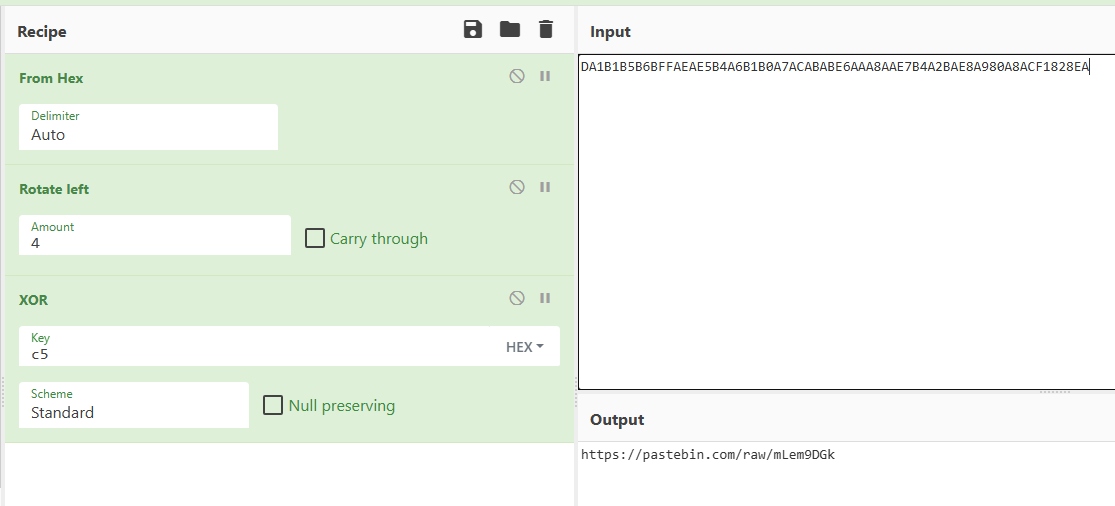 Recipe
From Hex
Delimiter
Auto
Rotate left
Amount
4
Carry through
XOR
Key
c5
HEX
Scheme
Standard
Null preserving
Input
DA1B1B5B6BFFAEAE5B4A6B1B0A7ACABABE6AAA8AAE7B4A2BAE8A980A8ACF1828EA
Output
https://pastebin.com/raw/mLem9DGk